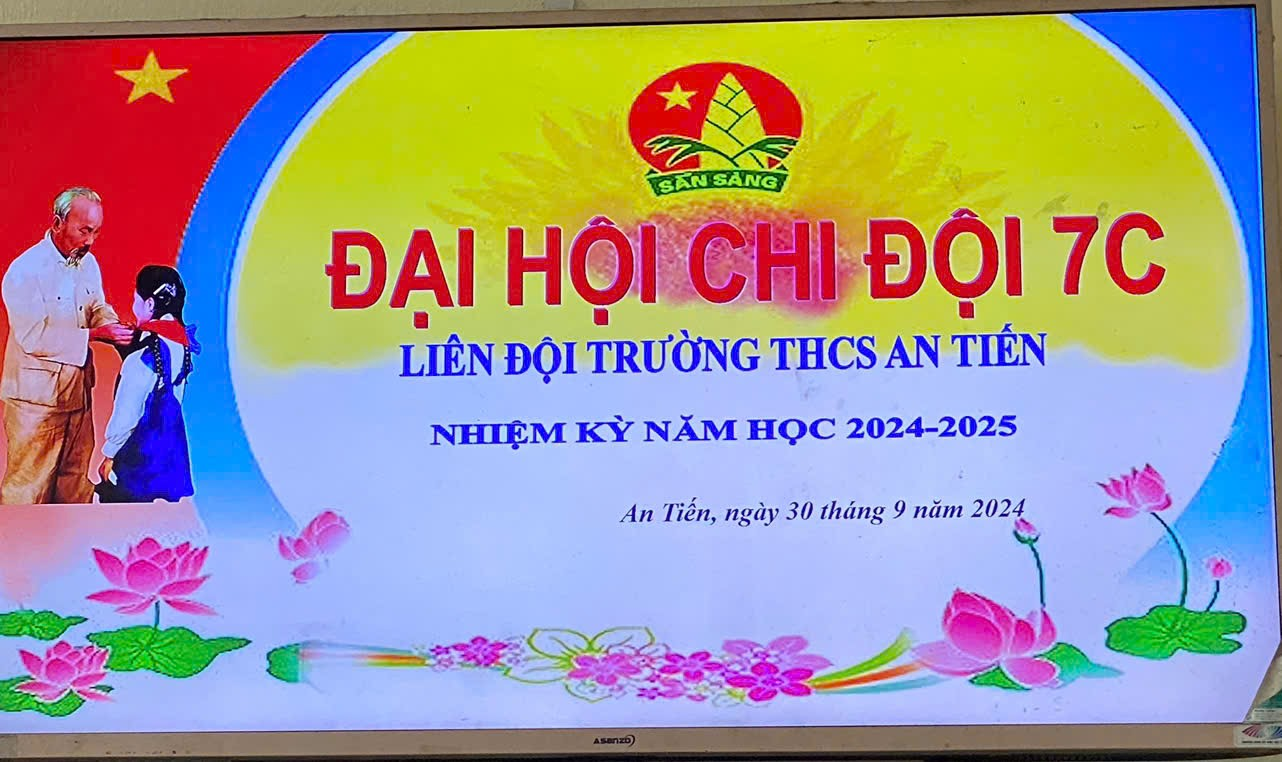 SẴN SÀNG
ĐẠI HỘI CHI ĐỘI 7C
LIÊN ĐỘI TRƯỜNG THCS AN TIẾN
NHIỆM KỲ NĂM HỌC 2024-2025
An Tiến, ngày 30 tháng 9 năm 2024
ASANZO